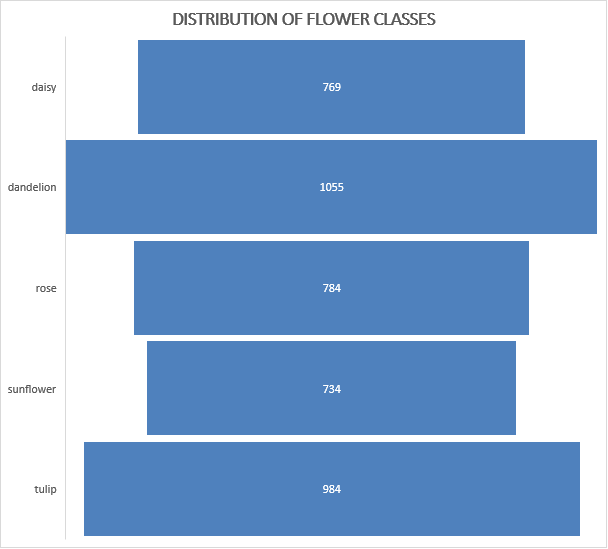 DISTRIBUTION OF FLOWER CLASSES
daisy 769
dandelion 1055
rose 784
sunflower 734
tulip 984